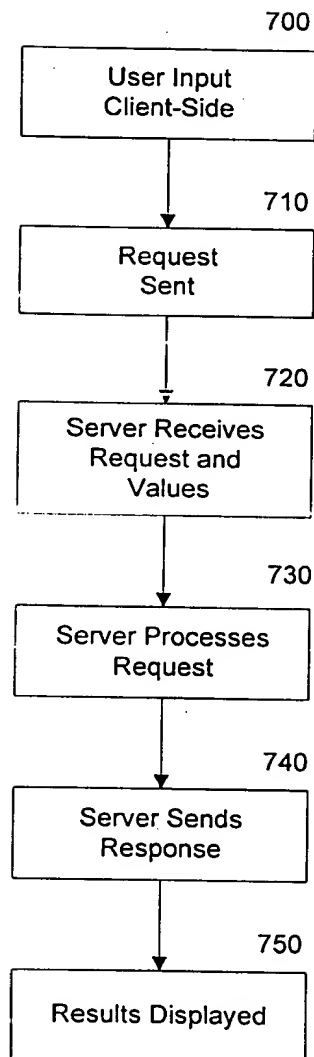 700
User Input
Client-Side
710
Request
Sent
720
Server Receives
Request and
Values
730
Server Processes
Request
740
Server Sends
Response
750
Results Displayed